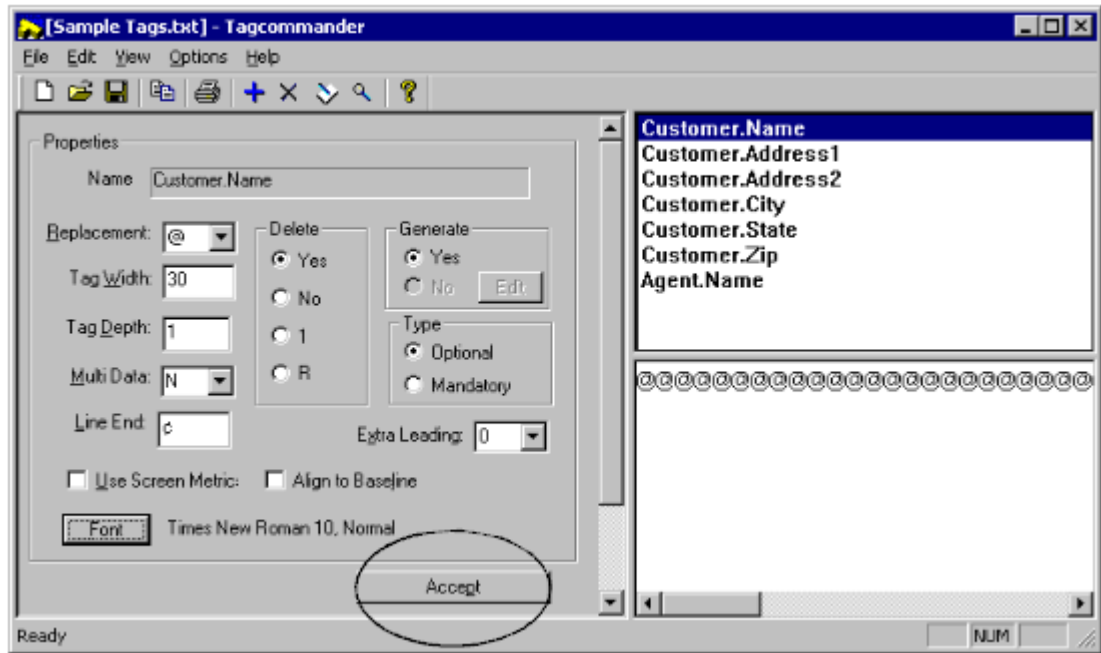 [Sample Tags.txt] - Tagcommander
File Edit View Options Help
Properties
Name Customer.Name
Replacement: @
Tag Width: 30
Tag Depth: 1
Multi Data: N
Line End: ¢
Delete
Yes
No
1
R
Generate
Yes
No Edt
Type
Optional
Mandatory
Extra Leading: 0
Use Screen Metric:
Align to Baseline
Font Times New Roman 10, Normal
Accept
Customer.Name
Customer.Address1
Customer.Address2
Customer.City
Customer.State
Customer.Zip
Agent.Name
@@@@@@@@@@@@@@@@@@@@@@@@
Ready
NUM